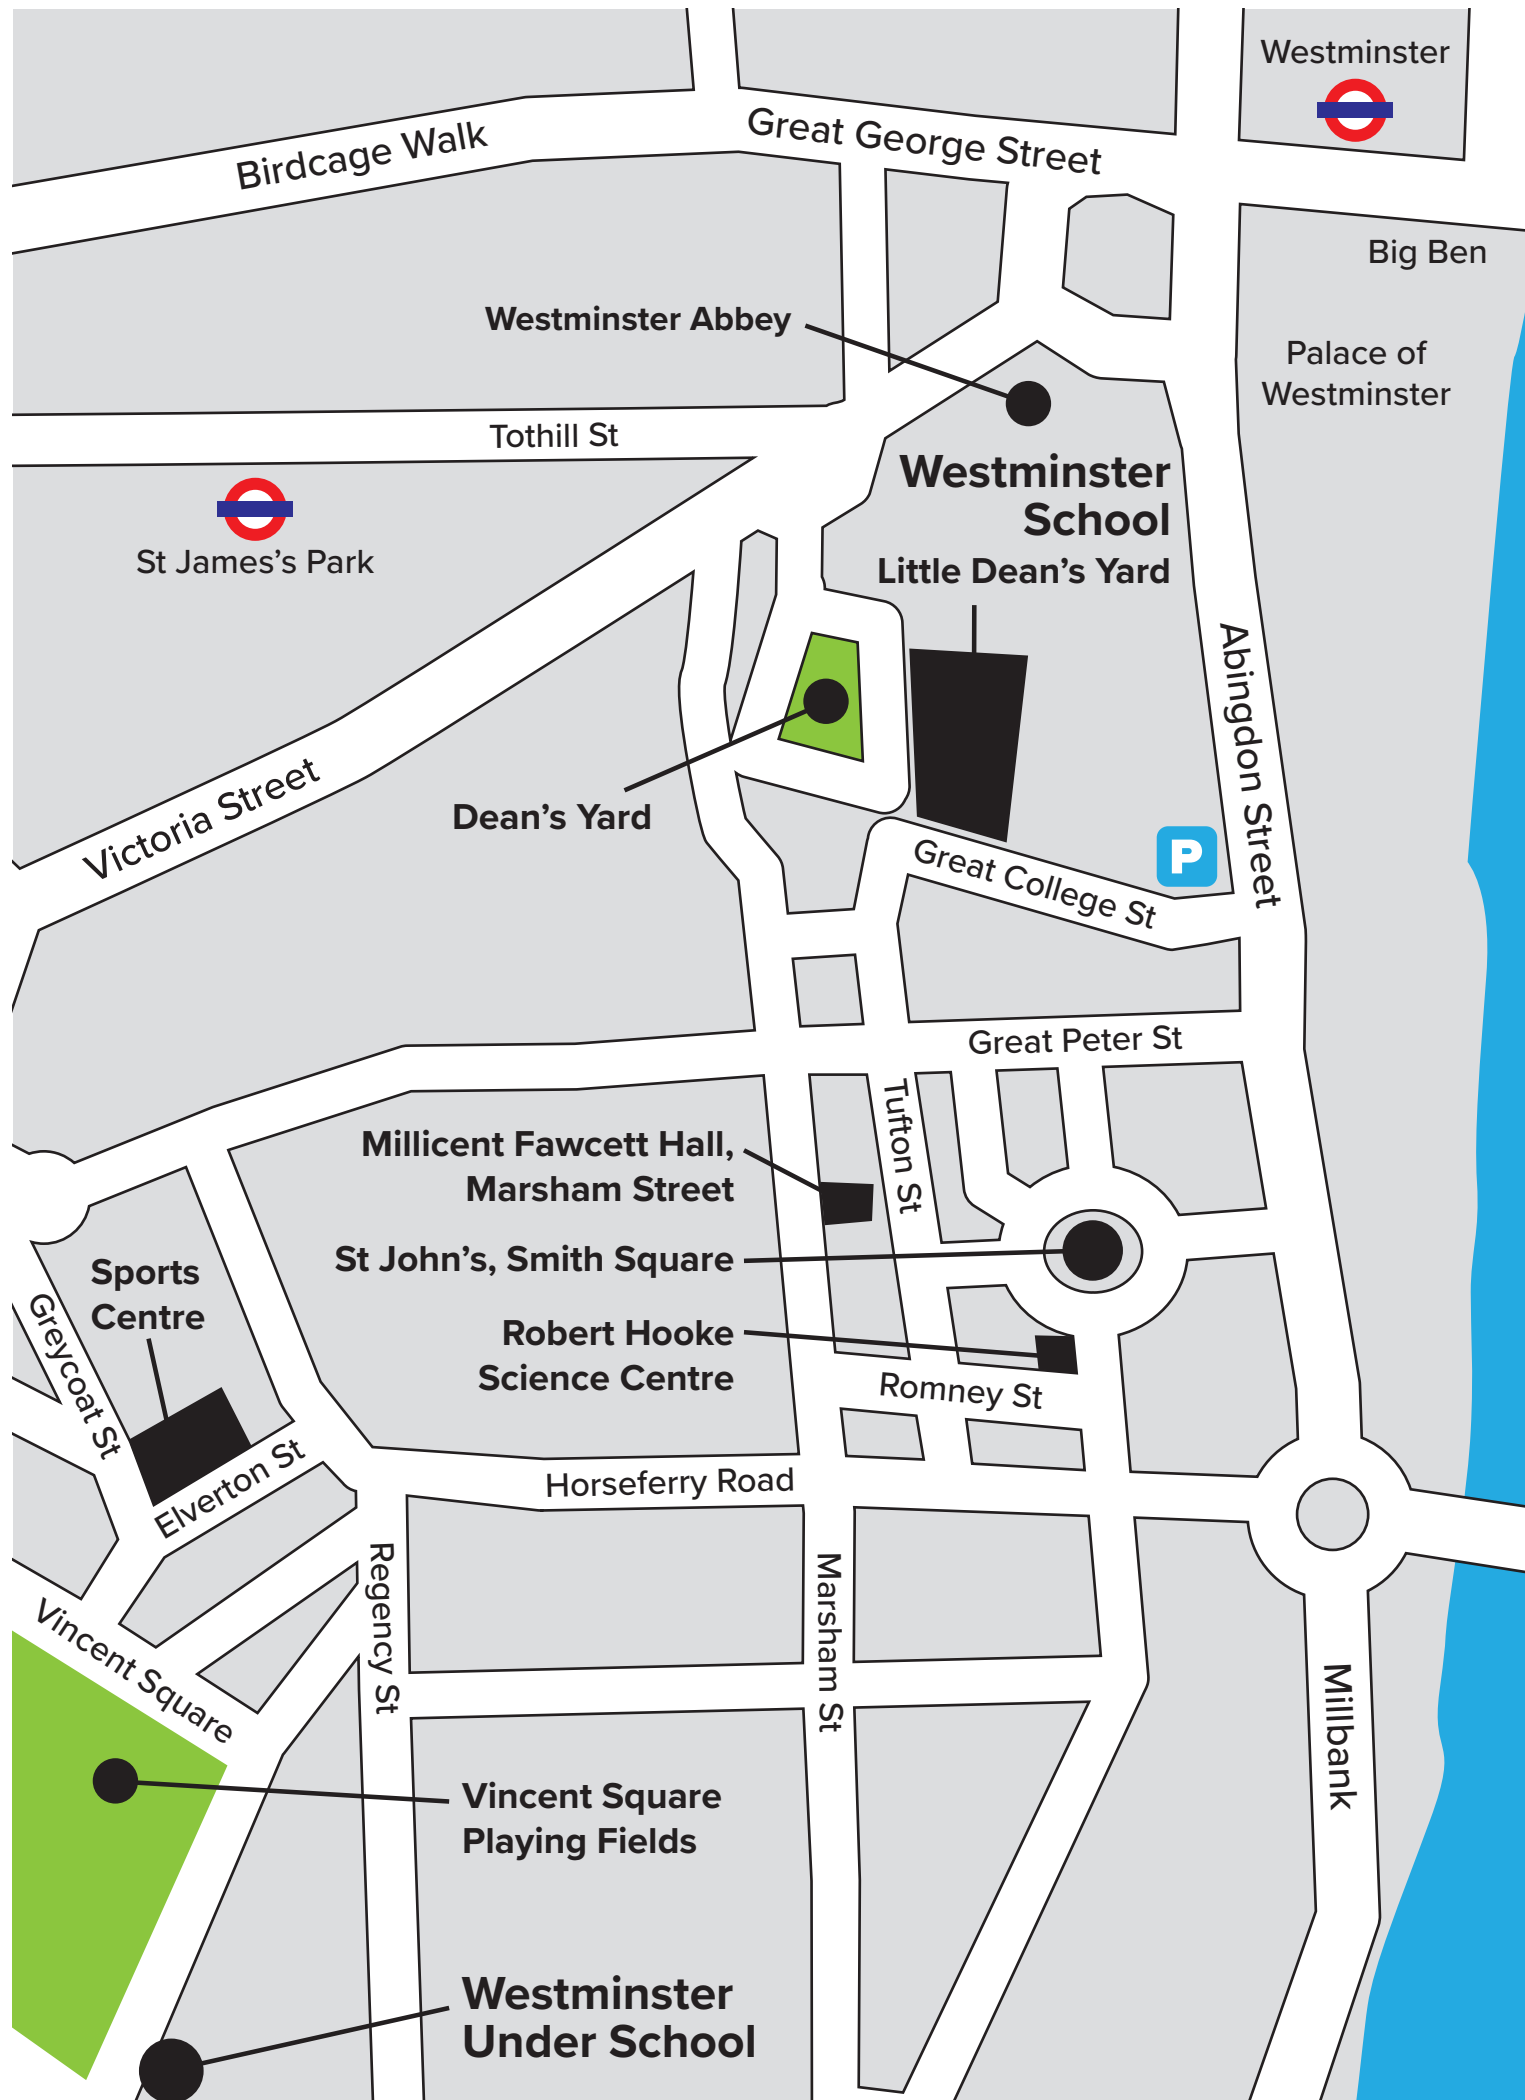 Westminster
Birdcage Walk
Great George Street
Big Ben
Westminster Abbey
Palace of
Westminster
Tothill St
Westminster
School
St James’s Park
Little Dean’s Yard
Abingdon Street
Victoria Street
Dean’s Yard
P
Great College St
Great Peter St
Tufton St
Millicent Fawcett Hall,
Marsham Street
St John’s, Smith Square
Sports
Centre
Greycoat St
Robert Hooke
Science Centre
Romney St
Elverton St
Horseferry Road
Regency St
Marsham St
Vincent Square
Millbank
Vincent Square
Playing Fields
Westminster
Under School